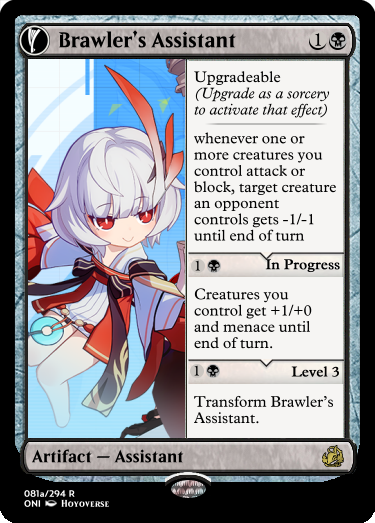 Brawler's Assistant 1
Upgradeable
(Upgrade as a sorcery
to activate that effect)
whenever one or
more creatures you
control attack or
block, target creature
an opponent
controls gets -1/-1
until end of turn
1 In Progress
Creatures you
control get +1/+0
and menace until
end of turn.
1 Level 3
Transform Brawler's
Assistant.
Artifact — Assistant
081a/294 R
ONI Hoyoverse